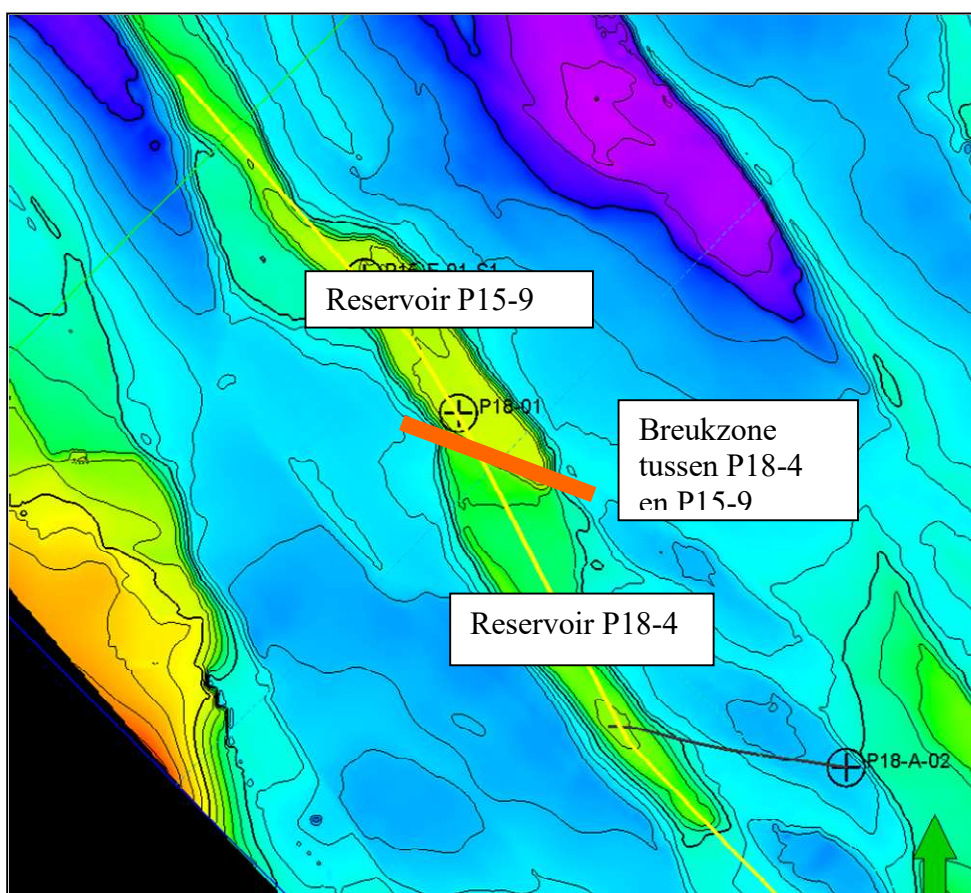 Reservoir P15-9
P18-01
Breukzone
tussen P18-4
en P15-9
Reservoir P18-4
P18-A-02